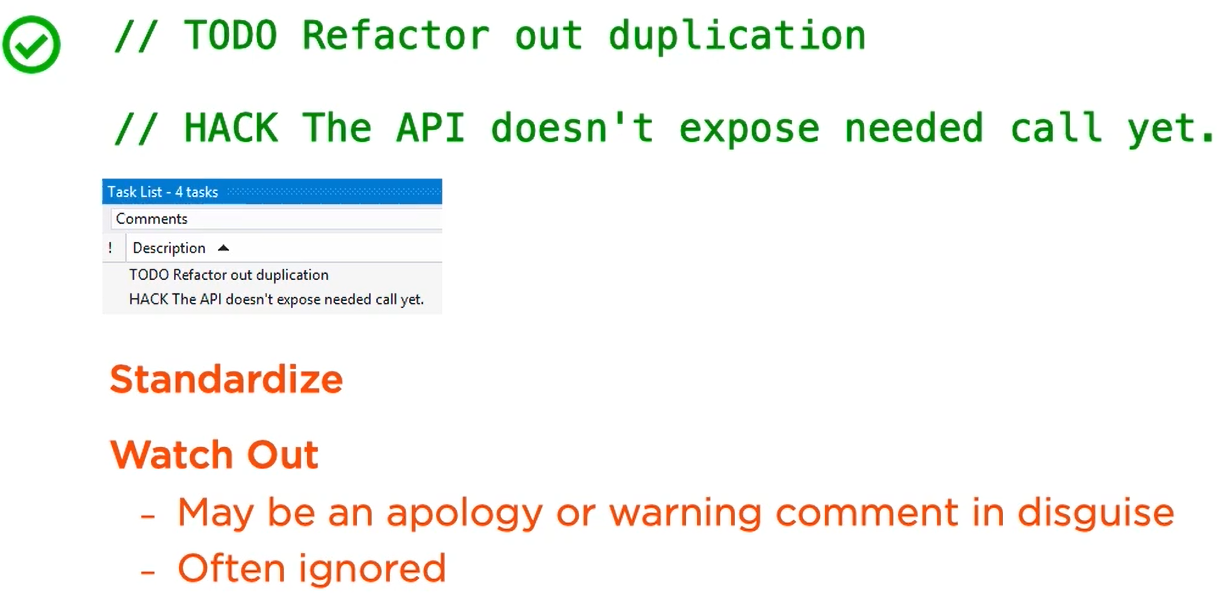 // TODO Refactor out duplication
// HACK The API doesn't expose needed call yet.
Task List - 4 tasks
Comments
! Description
TODO Refactor out duplication
HACK The API doesn't expose needed call yet.
Standardize
Watch Out
- May be an apology or warning comment in disguise
- Often ignored